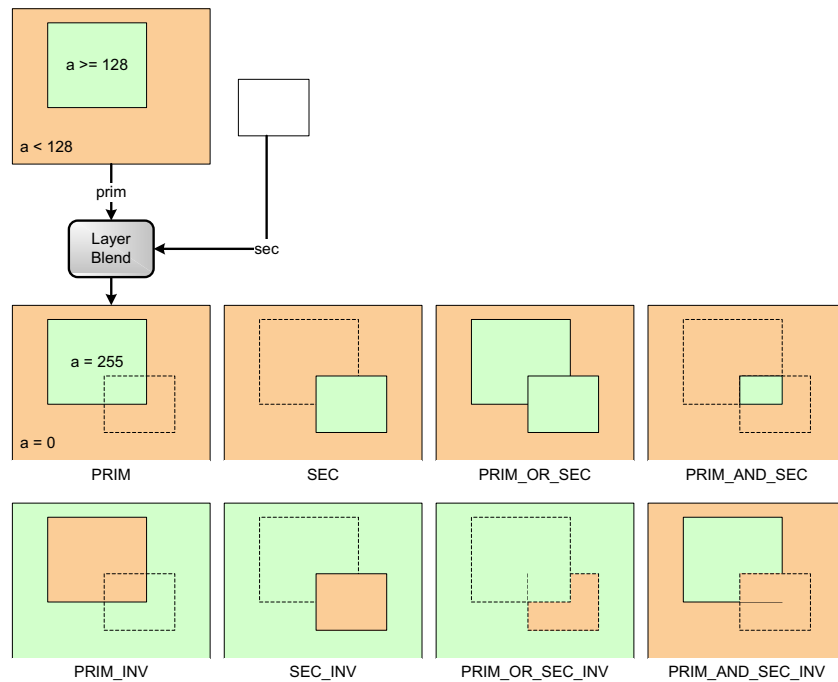 a >= 128
a < 128
prim
Layer
Blend
sec
a = 255
a = 0
PRIM
SEC
PRIM_OR_SEC
PRIM_AND_SEC
PRIM_INV
SEC_INV
PRIM_OR_SEC_INV
PRIM_AND_SEC_INV